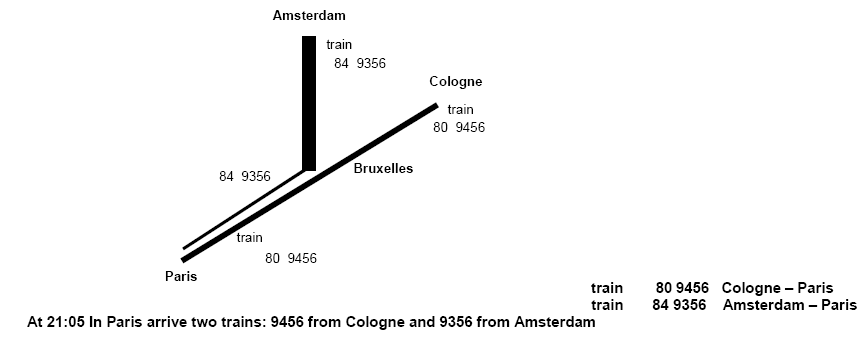 Amsterdam
train
84 9356
Cologne
train
80 9456
Bruxelles
84 9356
train
80 9456
Paris
train 80 9456 Cologne – Paris
train 84 9356 Amsterdam – Paris
At 21:05 In Paris arrive two trains: 9456 from Cologne and 9356 from Amsterdam